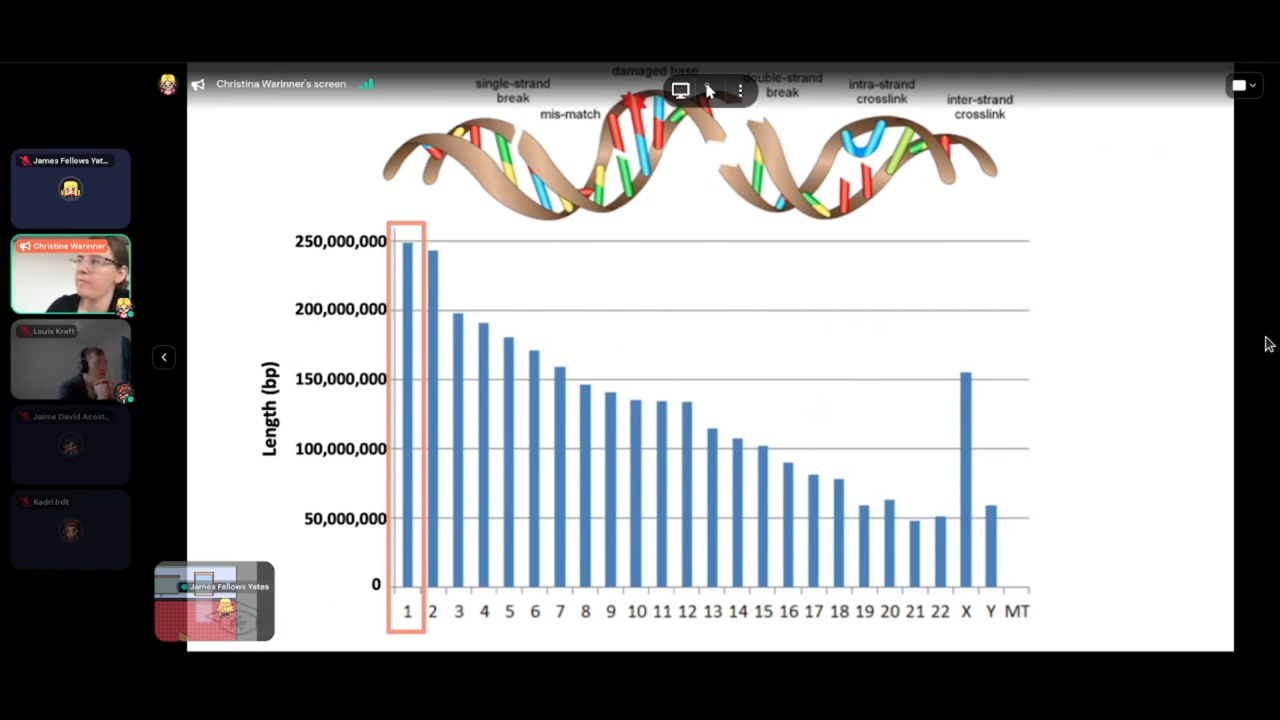 Christina Warinner's screen
James Fellows Yat...
Christina Warinner
Louis Kraft
Jaime David Acost...
Kadri Irdt
James Fellows Yates
single-strand
break
mis-match
damaged base
double-strand
break
intra-strand
crosslink
inter-strand
crosslink
Length (bp)
250,000,000
200,000,000
150,000,000
100,000,000
50,000,000
0
1 2 3 4 5 6 7 8 9 10 11 12 13 14 15 16 17 18 19 20 21 22 X Y MT